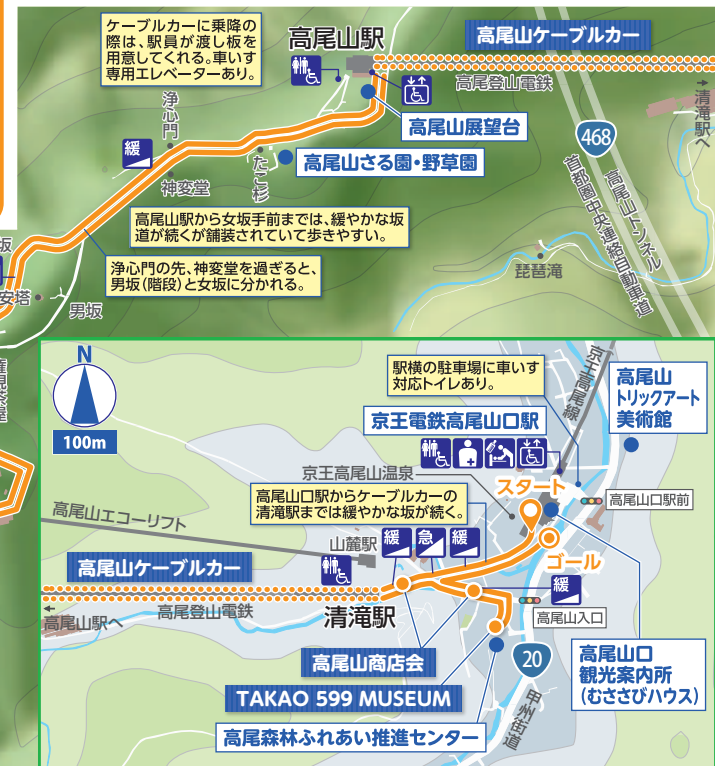 ケーブルカーに乗降の
際は、駅員が渡し板を
用意してくれる。車いす
専用エレベーターあり。
高尾山駅
高尾山ケーブルカー
高尾登山電鉄
→
清滝駅へ
高尾山展望台
浄心門
緩
たこ杉
高尾山さる園・野草園
神変堂
468
高尾山トンネル
首都圏中央連絡自動車道
高尾山駅から女坂手前までは、緩やかな坂
道が続くが舗装されていて歩きやすい。
浄心門の先、神変堂を過ぎると、
男坂(階段)と女坂に分かれる。
琵琶滝
坂
安塔
男坂
権現茶屋
N
100m
駅横の駐車場に車いす
対応トイレあり。
京王高尾線
高尾山
トリックアート
美術館
京王電鉄高尾山口駅
京王高尾山温泉
スタート
高尾山口駅前
高尾山口駅からケーブルカーの
清滝駅までは緩やかな坂が続く。
高尾山エコーリフト
山麓駅
緩
急
緩
ゴール
高尾山ケーブルカー
緩
←
高尾山駅へ
高尾登山電鉄
清滝駅
高尾山入口
高尾山商店会
20
高尾山口
観光案内所
(むささびハウス)
TAKAO 599 MUSEUM
甲州街道
高尾森林ふれあい推進センター